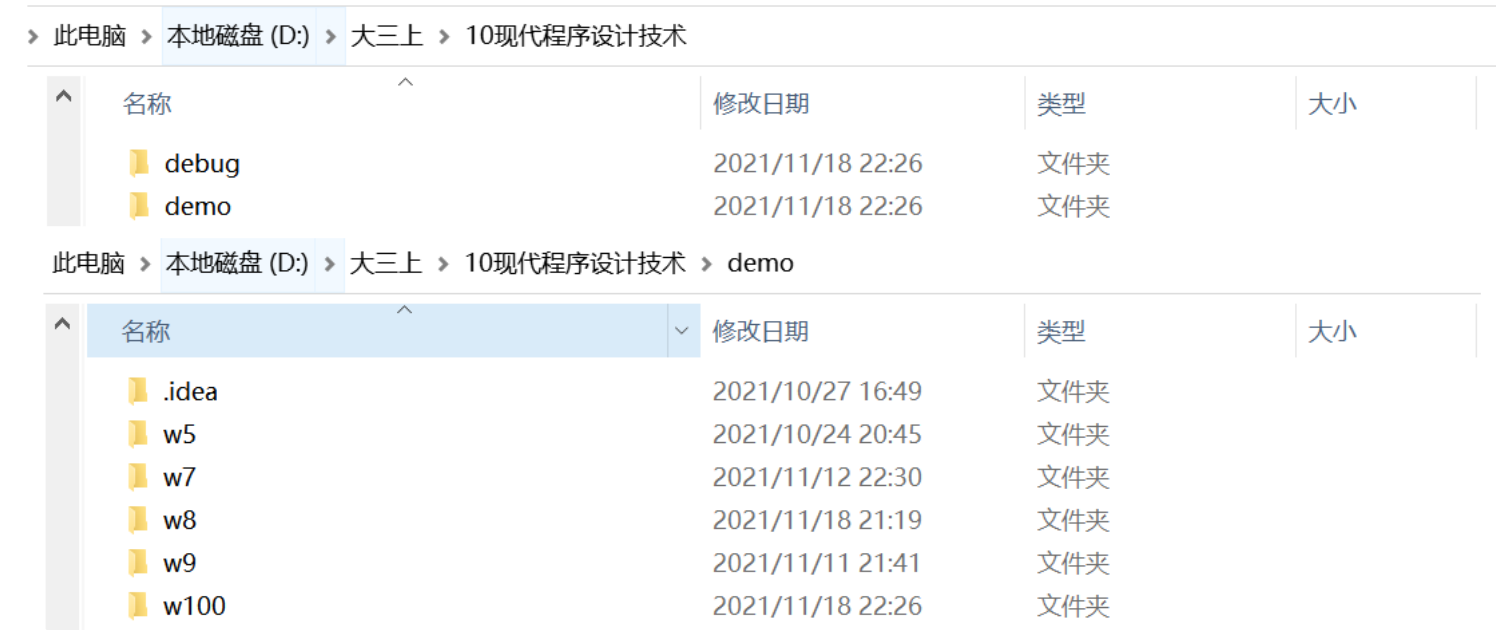 此电脑 本地磁盘 (D:) 大三上 10现代程序设计技术
名称 修改日期 类型 大小
debug 2021/11/18 22:26 文件夹
demo 2021/11/18 22:26 文件夹
此电脑 本地磁盘 (D:) 大三上 10现代程序设计技术 demo
名称 修改日期 类型 大小
.idea 2021/10/27 16:49 文件夹
w5 2021/10/24 20:45 文件夹
w7 2021/11/12 22:30 文件夹
w8 2021/11/18 21:19 文件夹
w9 2021/11/11 21:41 文件夹
w100 2021/11/18 22:26 文件夹